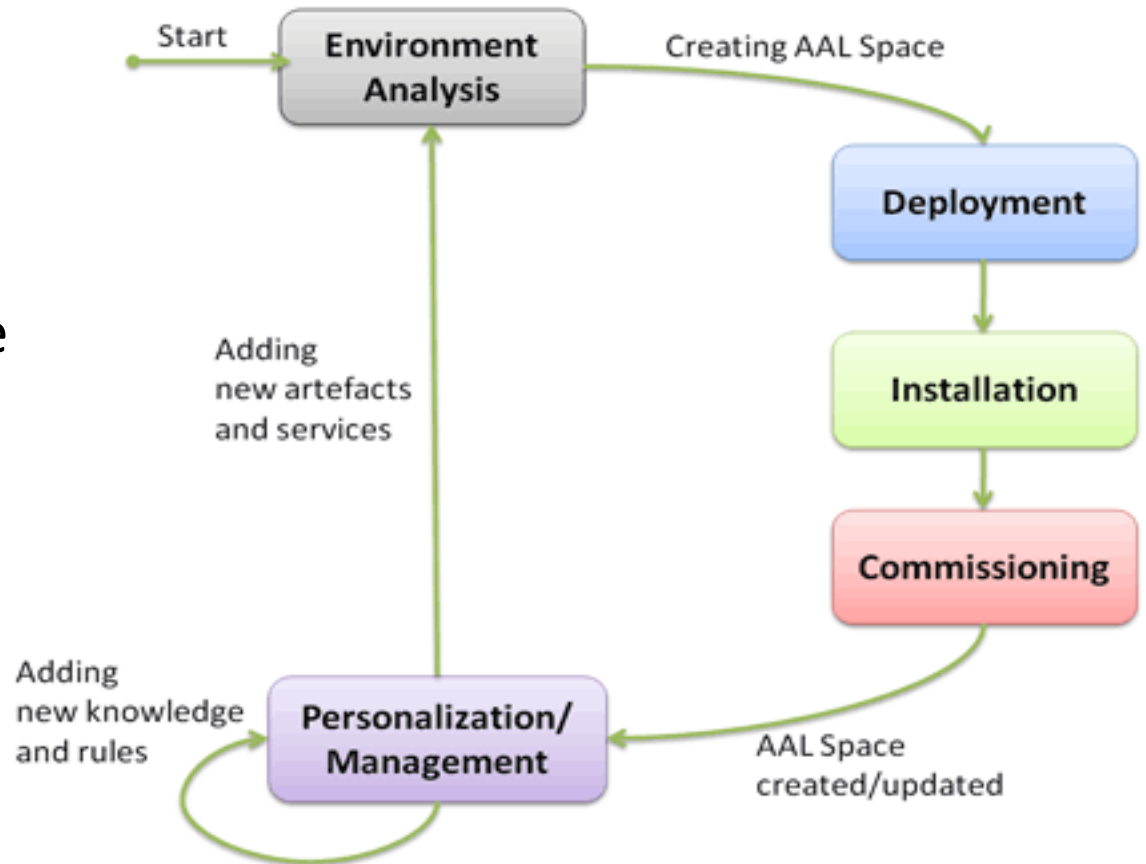 Start
Environment
Analysis
Creating AAL Space
Deployment
e
Adding
new artefacts
and services
Installation
Commissioning
Adding
new knowledge
and rules
Personalization/
Management
AAL Space
created/updated